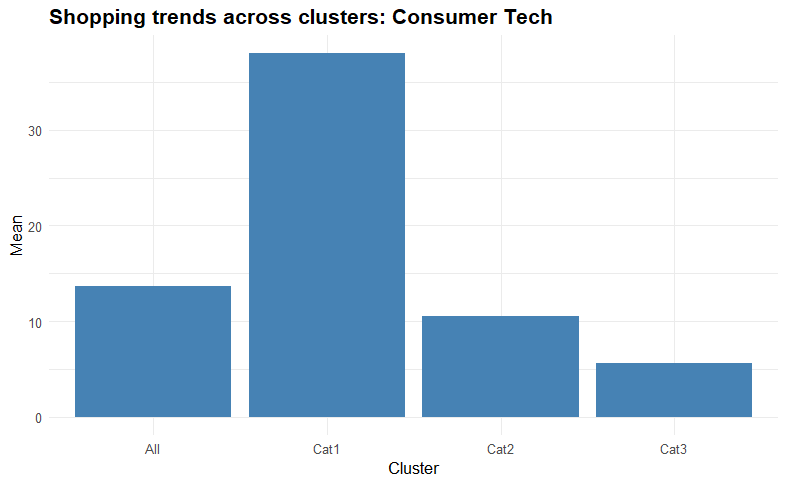 Shopping trends across clusters: Consumer Tech
30
20
10
0
Mean
All Cat1 Cat2 Cat3
Cluster